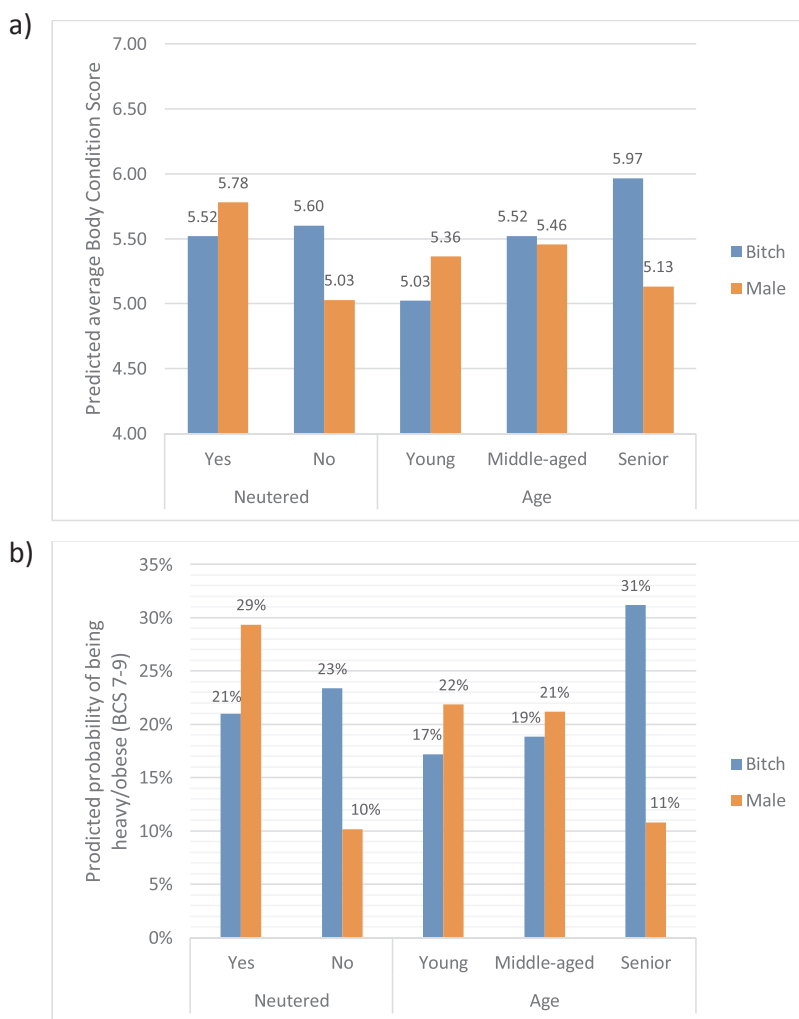 a)
Predicted average Body Condition Score
7.00
6.50
6.00
5.50
5.00
4.50
4.00
5.52
5.78
5.60
5.03
5.03
5.36
5.52
5.46
5.97
5.13
Yes
No
Young
Middle-aged
Senior
Neutered
Age
Bitch
Male
b)
Prodicted probability of being
heavy/obese (BCS 7-9)
35%
30%
25%
20%
15%
10%
5%
0%
21%
29%
23%
10%
17%
22%
19%
21%
31%
11%
Yes
No
Young
Middle-aged
Senior
Neutered
Age
Bitch
Male